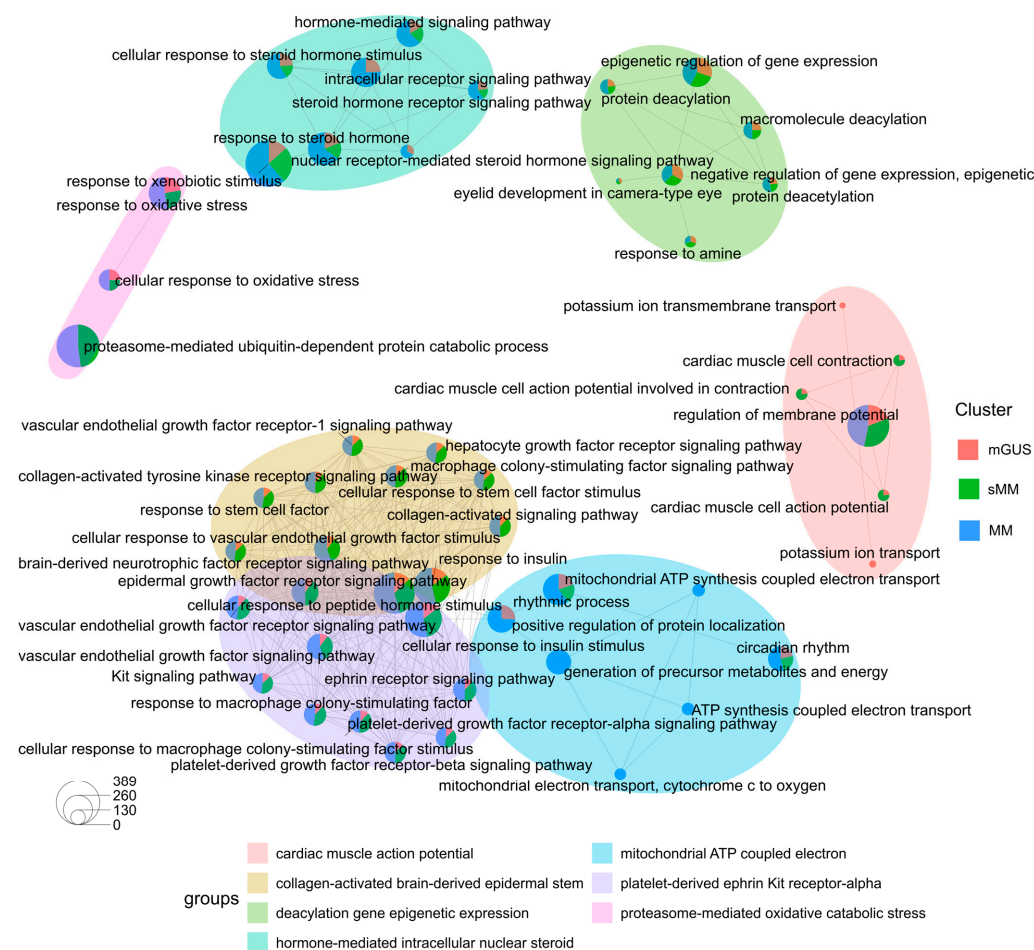 hormone-mediated signaling pathway
cellular response to steroid hormone stimulus
epigenetic regulation of gene expression
intracellular receptor signaling pathway
steroid hormone receptor signaling pathway
protein deacylation
macromolecule deacylation
response to steroid hormone
nuclear receptor-mediated steroid hormone signaling pathway
negative regulation of gene expression, epigenetic
response to xenobiotic stimulus
eyelid development in camera-type eye
protein deacetylation
response to oxidative stress
response to amine
cellular response to oxidative stress
potassium ion transmembrane transport
proteasome-mediated ubiquitin-dependent protein catabolic process
cardiac muscle cell contraction
cardiac muscle cell action potential involved in contraction
regulation of membrane potential
Cluster
mGUS
sMM
MM
vascular endothelial growth factor receptor-1 signaling pathway
hepatocyte growth factor receptor signaling pathway
macrophage colony-stimulating factor signaling pathway
collagen-activated tyrosine kinase receptor signaling pathway
cellular response to stem cell factor stimulus
response to stem cell factor
collagen-activated signaling pathway
cardiac muscle cell action potential
cellular response to vascular endothelial growth factor stimulus
potassium ion transport
brain-derived neurotrophic factor receptor signaling pathway
response to insulin
epidermal growth factor receptor signaling pathway
mitochondrial ATP synthesis coupled electron transport
cellular response to peptide hormone stimulus
rhythmic process
vascular endothelial growth factor receptor signaling pathway
positive regulation of protein localization
cellular response to insulin stimulus
circadian rhythm
vascular endothelial growth factor signaling pathway
generation of precursor metabolites and energy
Kit signaling pathway
ephrin receptor signaling pathway
response to macrophage colony-stimulating factor
ATP synthesis coupled electron transport
platelet-derived growth factor receptor-alpha signaling pathway
cellular response to macrophage colony-stimulating factor stimulus
platelet-derived growth factor receptor-beta signaling pathway
mitochondrial electron transport, cytochrome c to oxygen
389
260
130
0
groups
cardiac muscle action potential
collagen-activated brain-derived epidermal stem
deacylation gene epigenetic expression
hormone-mediated intracellular nuclear steroid
mitochondrial ATP coupled electron
platelet-derived ephrin Kit receptor-alpha
proteasome-mediated oxidative catabolic stress